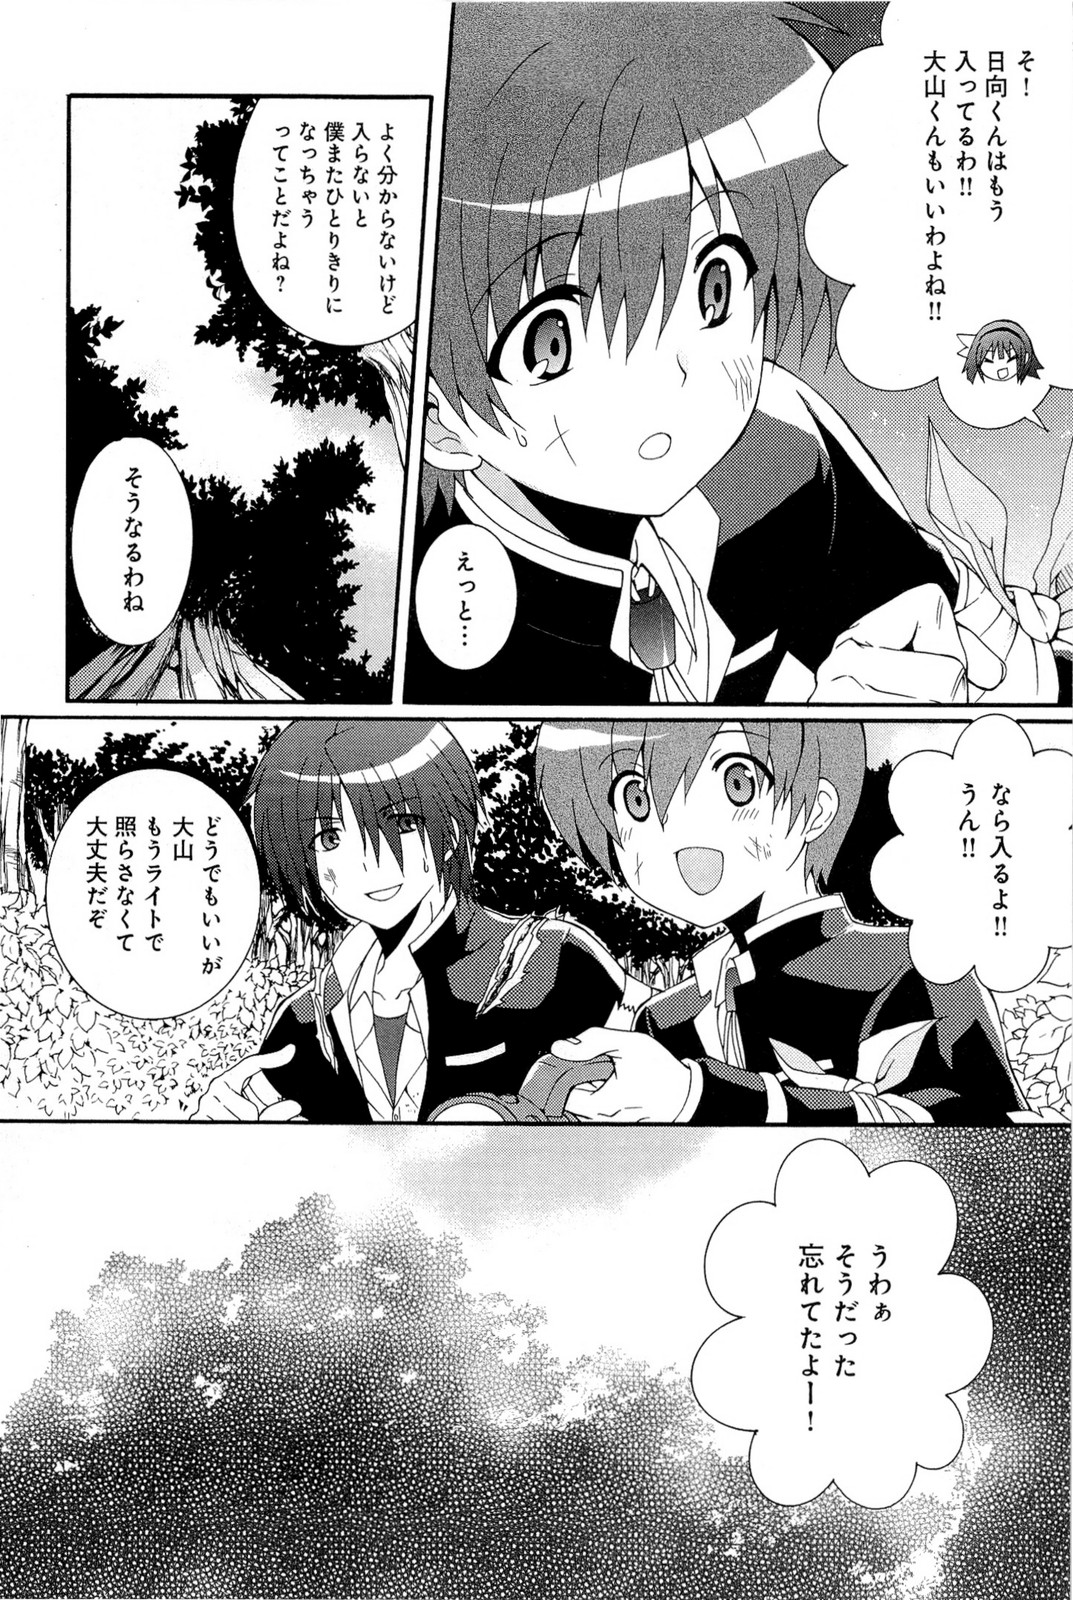 そ！
日向くんはもう
入ってるわ!!
大山くんもいいわよね!!
えっと…
よく分からないけど
入らないと
僕またひとりきりに
なっちゃう
ってことだよね？
そうなるわね
なら入るよ!!
うん!!
どうでもいいが
大山
もうライトで
照らさなくて
大丈夫だぞ
うわぁ
そうだった
忘れてたよー！